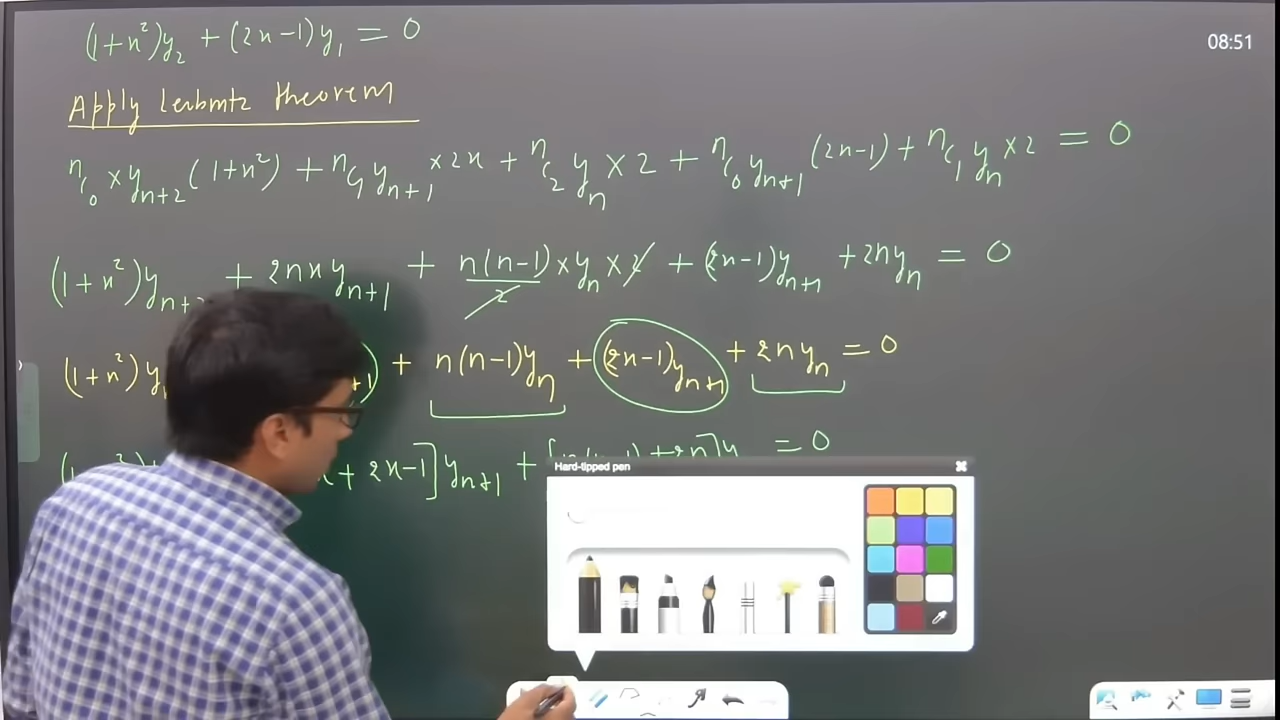 (1+x²)y₂ + (2x-1)y₁ = 0
08:51
Apply Leibnitz theorem
ⁿC₀ × yₙ₊₂ (1+x²) + ⁿC₁ yₙ₊₁ × 2x + ⁿC₂ yₙ × 2 + ⁿC₀ yₙ₊₁ (2x-1) + ⁿC₁ yₙ × 2 = 0
(1+x²)yₙ₊₂ + 2nx yₙ₊₁ + n(n-1)/2 × yₙ × 2 + (2x-1)yₙ₊₁ + 2nyₙ = 0
(1+x²)y + n(n-1)yₙ + (2x-1)yₙ₊₁ + 2nyₙ = 0
x + 2x-1]yₙ₊₁ + + 2n]y = 0
Hard-tipped pen